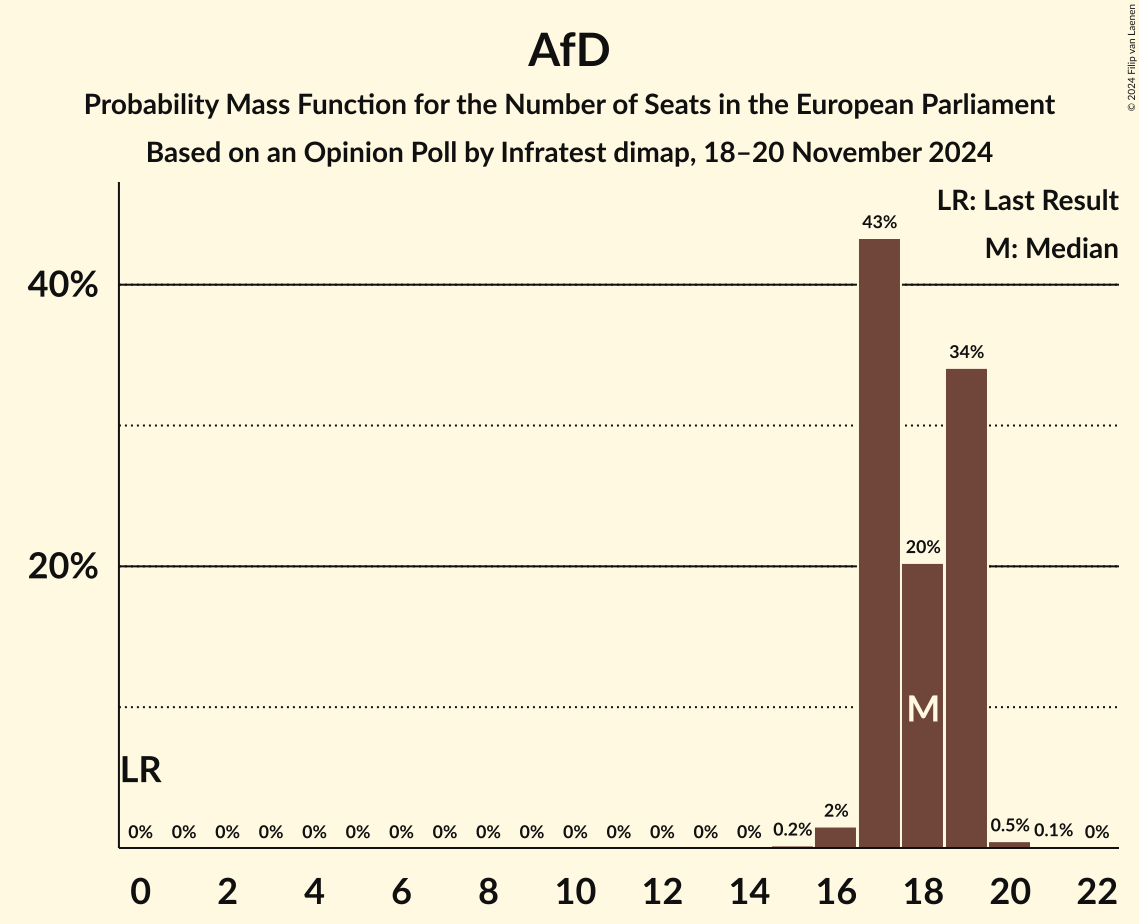 AfD
Probability Mass Function for the Number of Seats in the European Parliament
Based on an Opinion Poll by Infratest dimap, 18–20 November 2024
© 2024 Filip van Laenen
LR: Last Result
M: Median
40%
20%
43%
34%
20%
M
LR
0% 0% 0% 0% 0% 0% 0% 0% 0% 0% 0% 0% 0% 0% 0% 0.2% 2% 0.5% 0.1% 0%
0 2 4 6 8 10 12 14 16 18 20 22